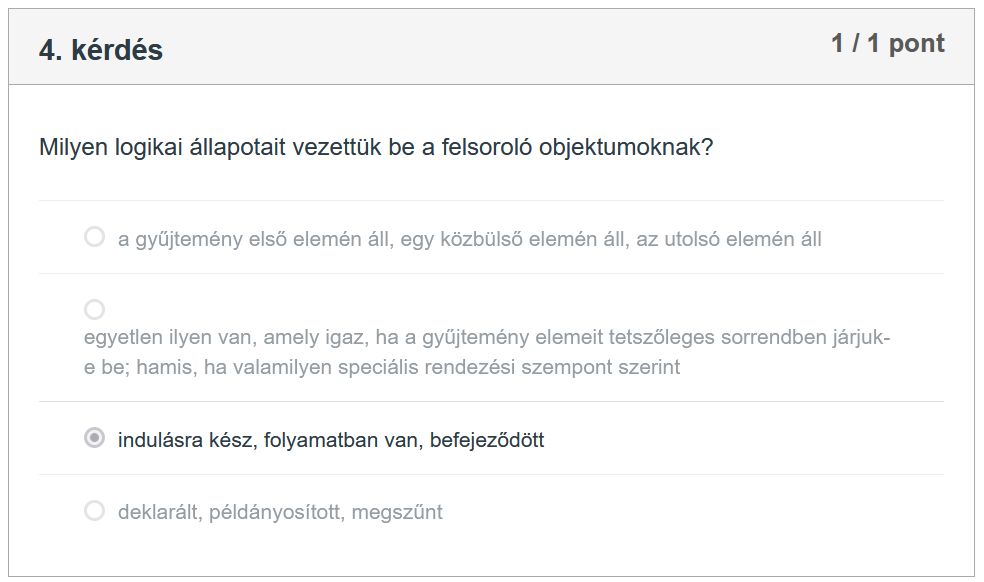 4. kérdés
1 / 1 pont
Milyen logikai állapotait vezettük be a felsoroló objektumoknak?
a gyűjtemény első elemén áll, egy közbülső elemén áll, az utolsó elemén áll
egyetlen ilyen van, amely igaz, ha a gyűjtemény elemeit tetszőleges sorrendben járjuk-
e be; hamis, ha valamilyen speciális rendezési szempont szerint
indulásra kész, folyamatban van, befejeződött
deklarált, példányosított, megszűnt